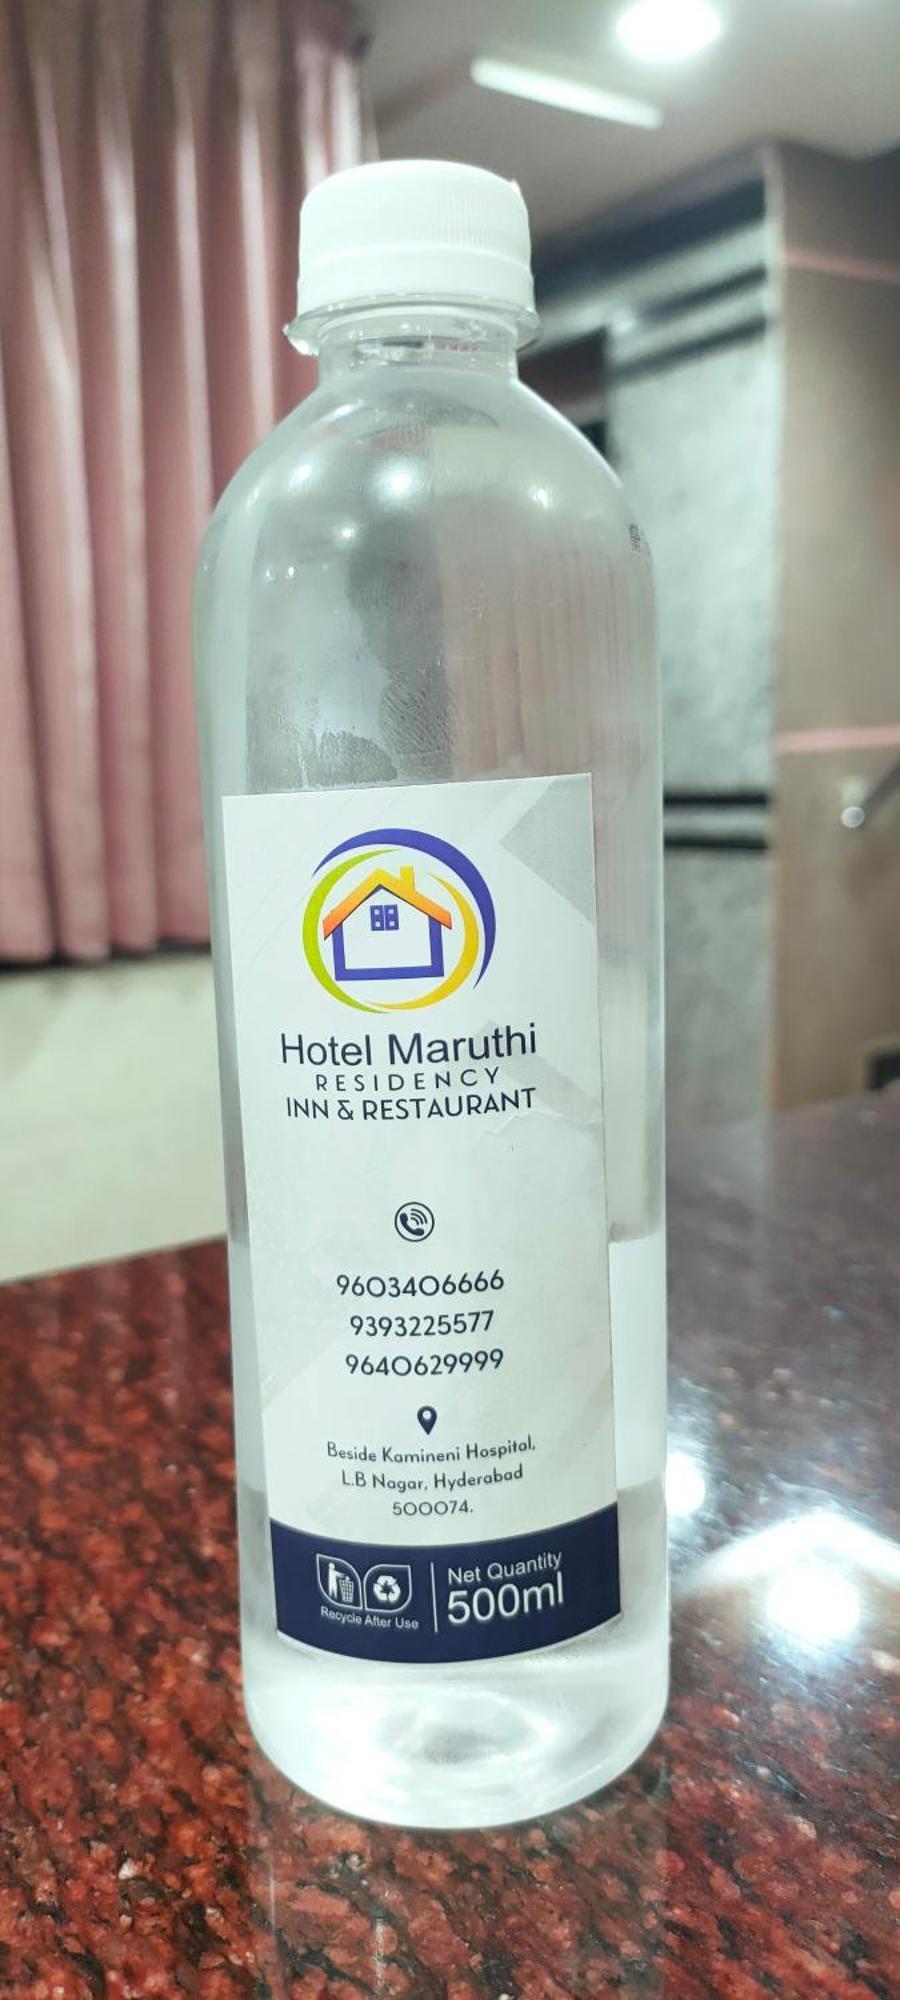 Hotel Maruthi
RESIDENCY
INN & RESTAURANT
9603406666
9393225577
9640629999
Beside Kamineni Hospital,
L.B Nagar, Hyderabad
500074.
Recycle After Use
Net Quantity
500ml